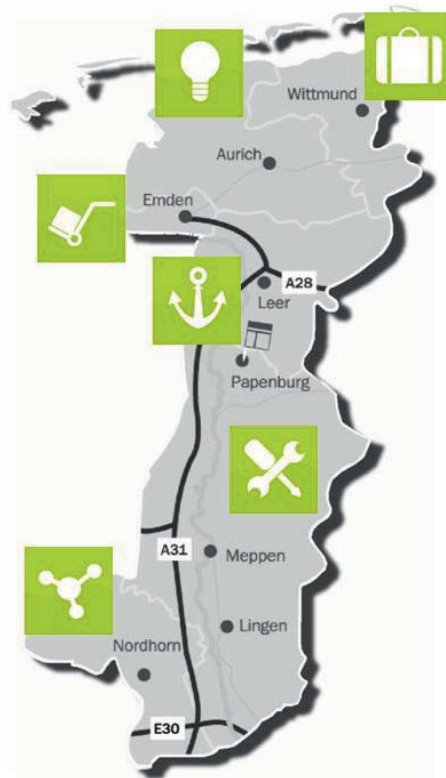 Wittmund
Aurich
Emden
A28
Leer
Papenburg
A31
Meppen
Lingen
Nordhorn
E30